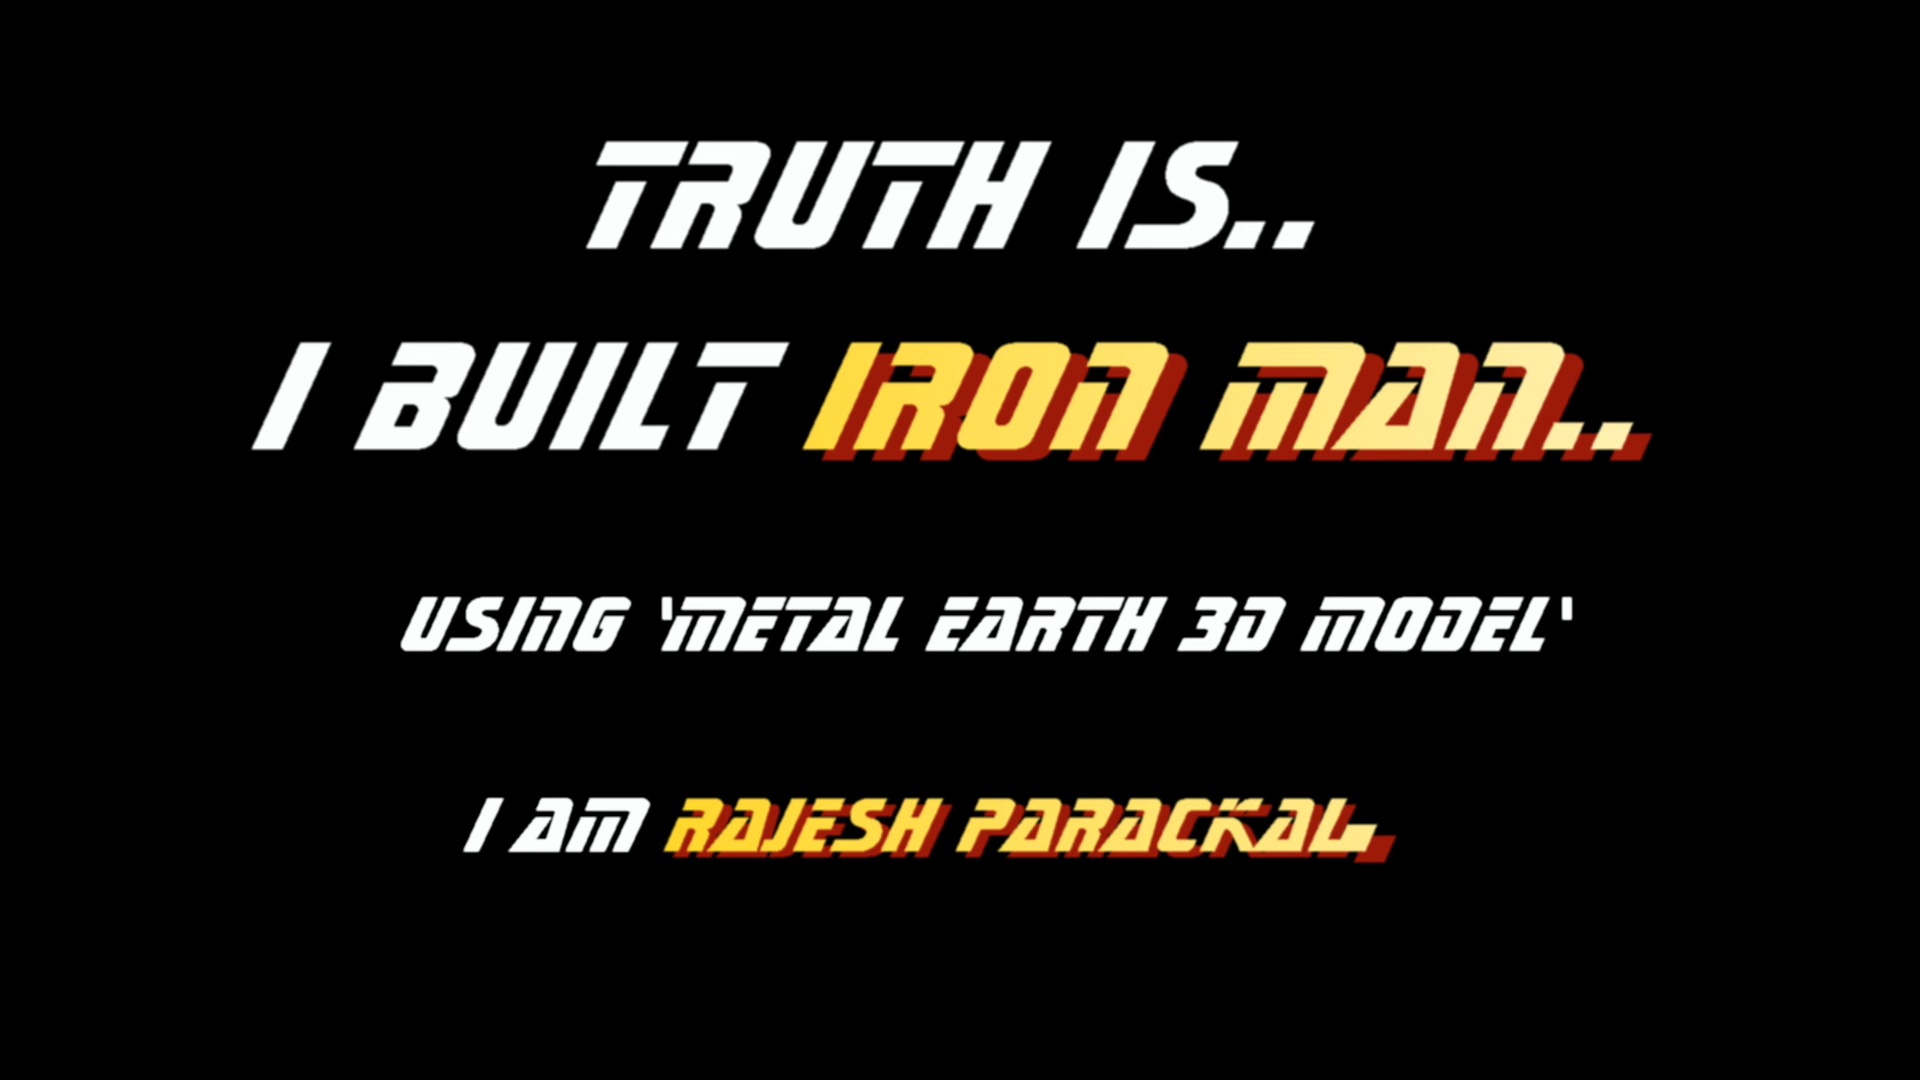 TRUTH IS..
I BUILT IRON MAN..
USING 'METAL EARTH 3D MODEL'
I AM RAJESH PARACKAL.